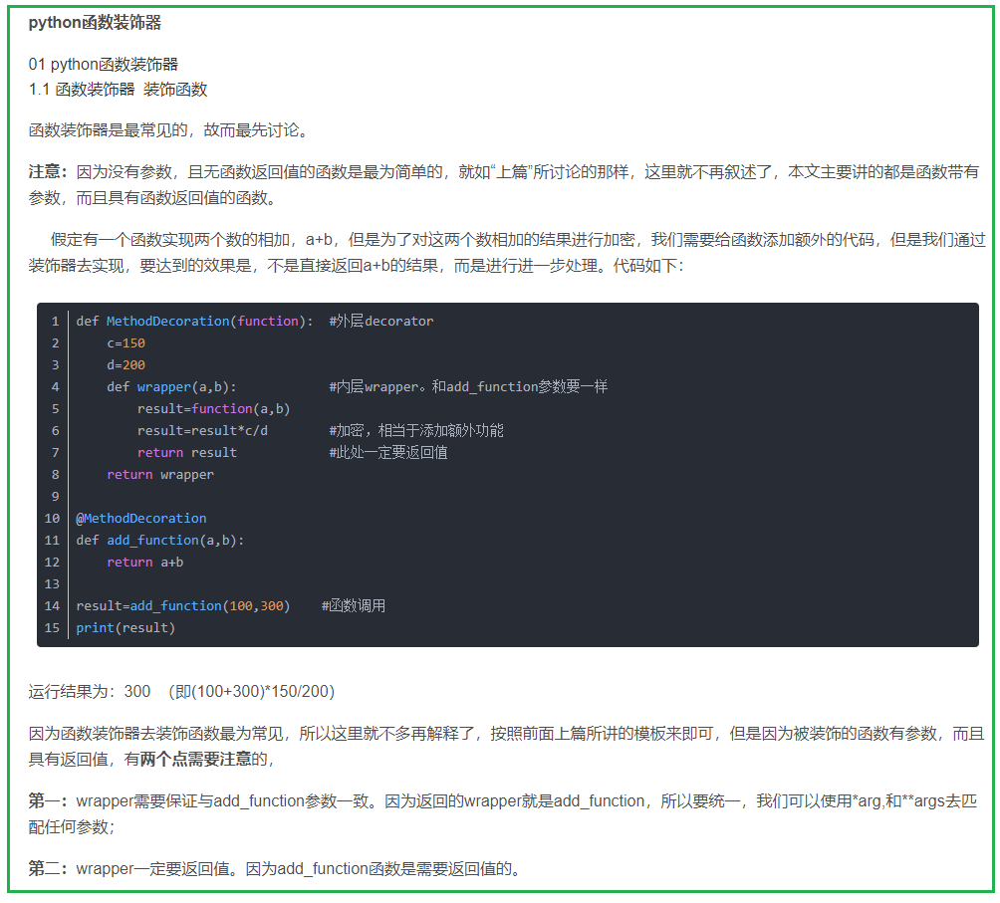 python函数装饰器
01 python函数装饰器
1.1 函数装饰器  装饰函数
函数装饰器是最常见的，故而最先讨论。
注意：因为没有参数，且无函数返回值的函数是最为简单的，就如“上篇”所讨论的那样，这里就不再叙述了，本文主要讲的都是函数带有
参数，而且具有函数返回值的函数。
假定有一个函数实现两个数的相加，a+b，但是为了对这两个数相加的结果进行加密，我们需要给函数添加额外的代码，但是我们通过
装饰器去实现，要达到的效果是，不是直接返回a+b的结果，而是进行进一步处理。代码如下：
1 def MethodDecoration(function):  #外层decorator
2     c=150
3     d=200
4     def wrapper(a,b):            #内层wrapper。和add_function参数要一样
5         result=function(a,b)
6         result=result*c/d        #加密，相当于添加额外功能
7         return result            #此处一定要返回值
8     return wrapper
9
10 @MethodDecoration
11 def add_function(a,b):
12     return a+b
13
14 result=add_function(100,300)    #函数调用
15 print(result)
运行结果为：300   （即(100+300)*150/200）
因为函数装饰器去装饰函数最为常见，所以这里就不多再解释了，按照前面上篇所讲的模板来即可，但是因为被装饰的函数有参数，而且
具有返回值，有两个点需要注意的，
第一：wrapper需要保证与add_function参数一致。因为返回的wrapper就是add_function，所以要统一，我们可以使用*arg,和**args去匹
配任何参数；
第二：wrapper一定要返回值。因为add_function函数是需要返回值的。